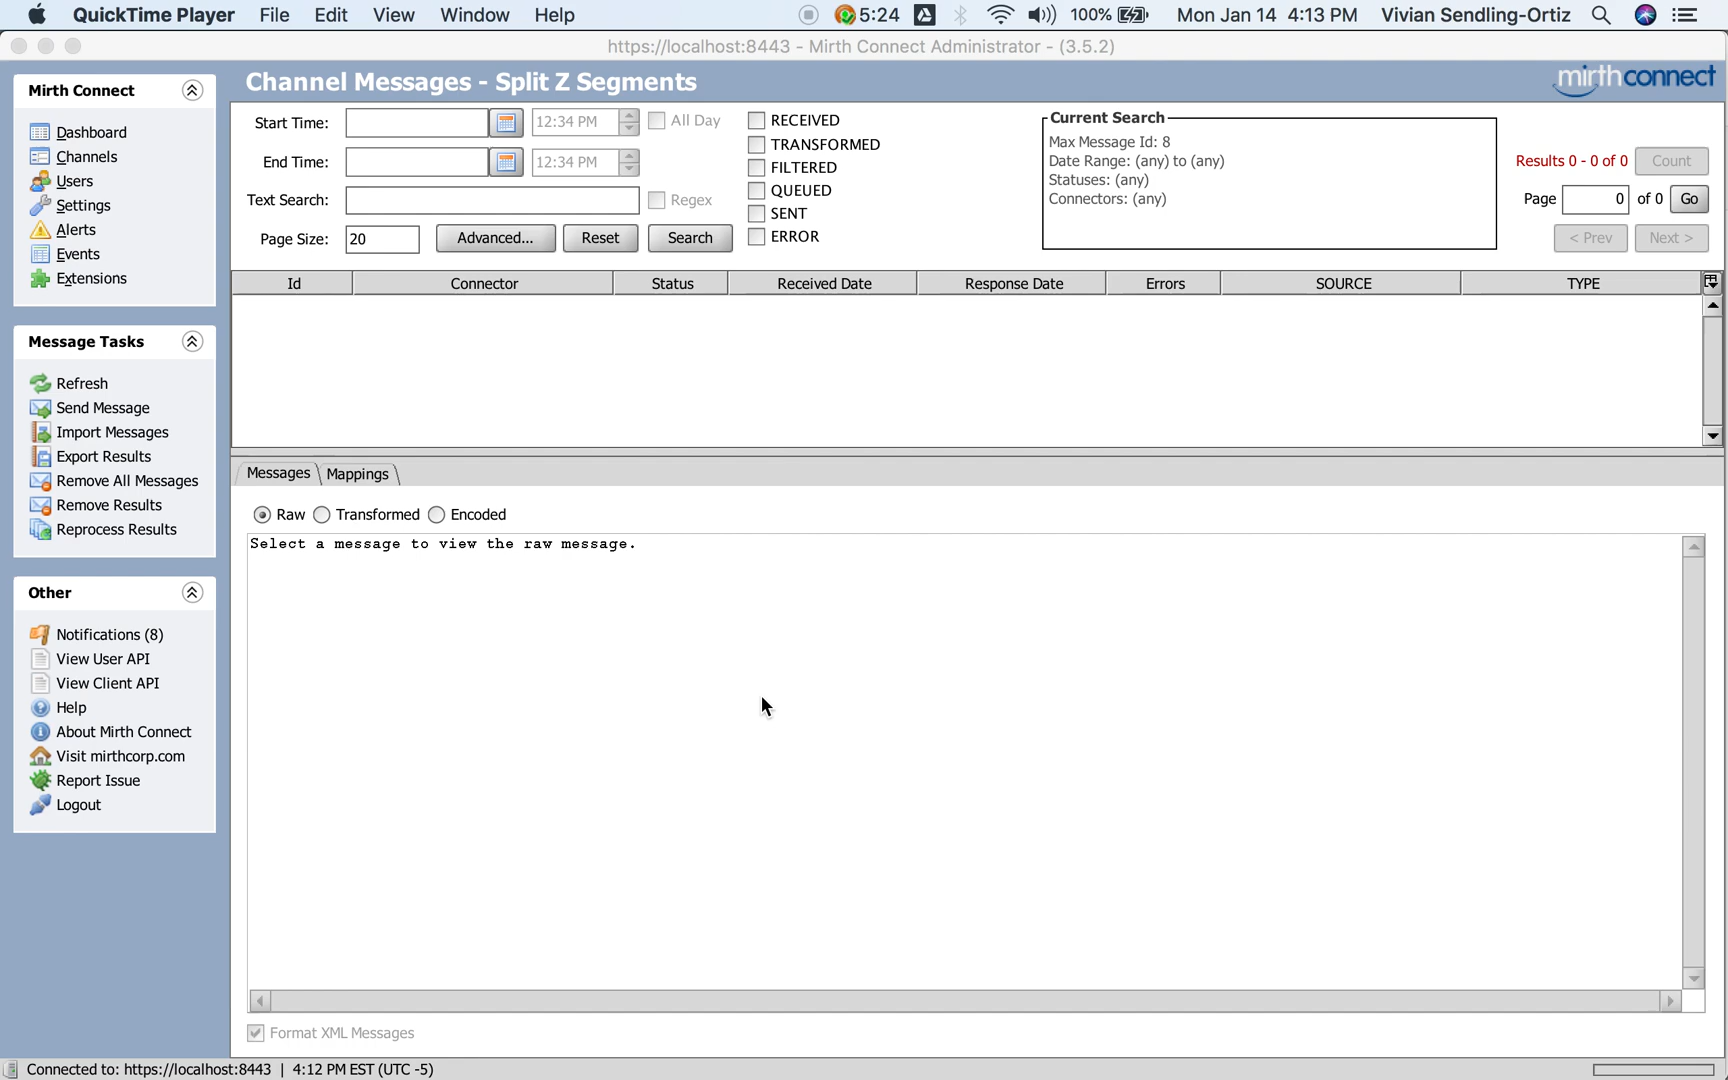 QuickTime Player File Edit View Window Help 5:24 100% Mon Jan 14 4:13 PM Vivian Sendling-Ortiz
https://localhost:8443 - Mirth Connect Administrator - (3.5.2)
Mirth Connect
Dashboard
Channels
Users
Settings
Alerts
Events
Extensions
Message Tasks
Refresh
Send Message
Import Messages
Export Results
Remove All Messages
Remove Results
Reprocess Results
Other
Notifications (8)
View User API
View Client API
Help
About Mirth Connect
Visit mirthcorp.com
Report Issue
Logout
Channel Messages - Split Z Segments
mirthconnect
Start Time: 12:34 PM All Day
End Time: 12:34 PM
Text Search: Regex
Page Size: 20 Advanced... Reset Search
RECEIVED
TRANSFORMED
FILTERED
QUEUED
SENT
ERROR
Current Search
Max Message Id: 8
Date Range: (any) to (any)
Statuses: (any)
Connectors: (any)
Results 0 - 0 of 0 Count
Page 0 of 0 Go
< Prev Next >
Id Connector Status Received Date Response Date Errors SOURCE TYPE
Messages Mappings
Raw Transformed Encoded
Select a message to view the raw message.
Format XML Messages
Connected to: https://localhost:8443 | 4:12 PM EST (UTC -5)